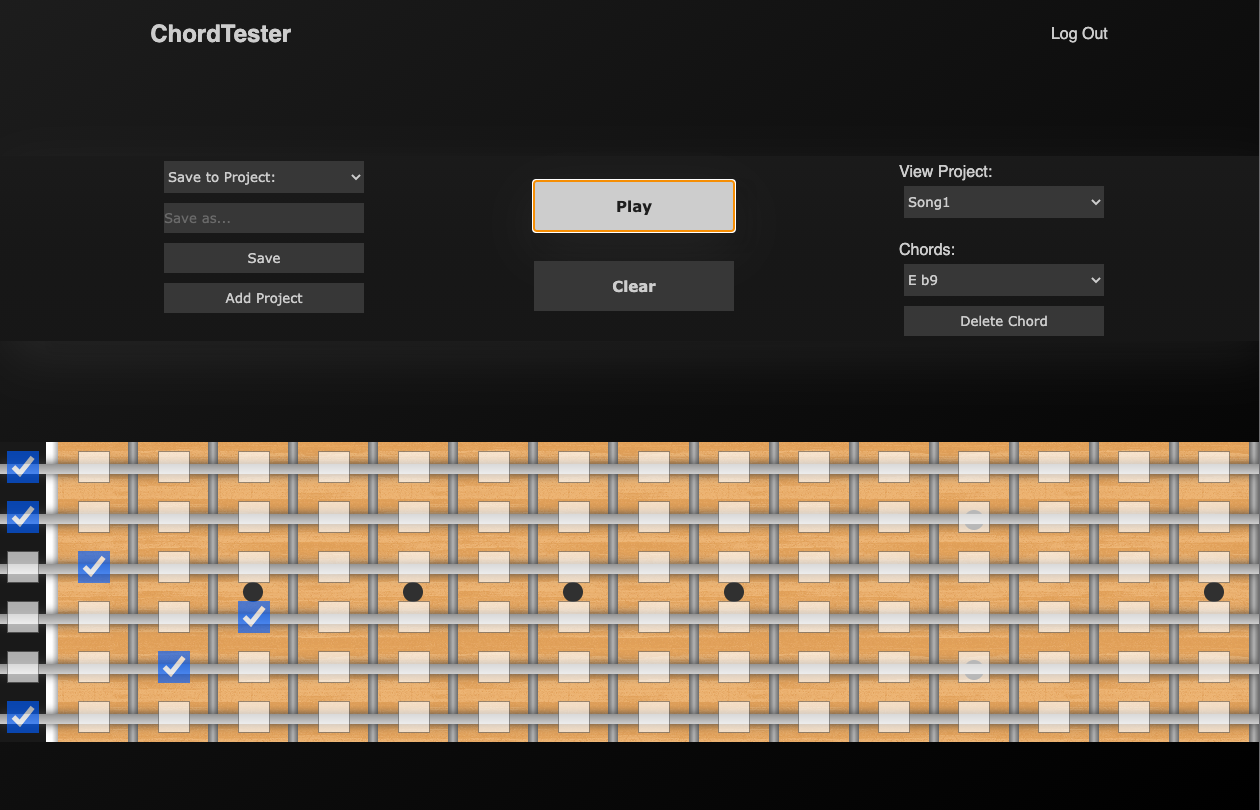 ChordTester
Log Out
Save to Project:
Save as...
Save
Add Project
Play
Clear
View Project:
Song1
Chords:
E b9
Delete Chord